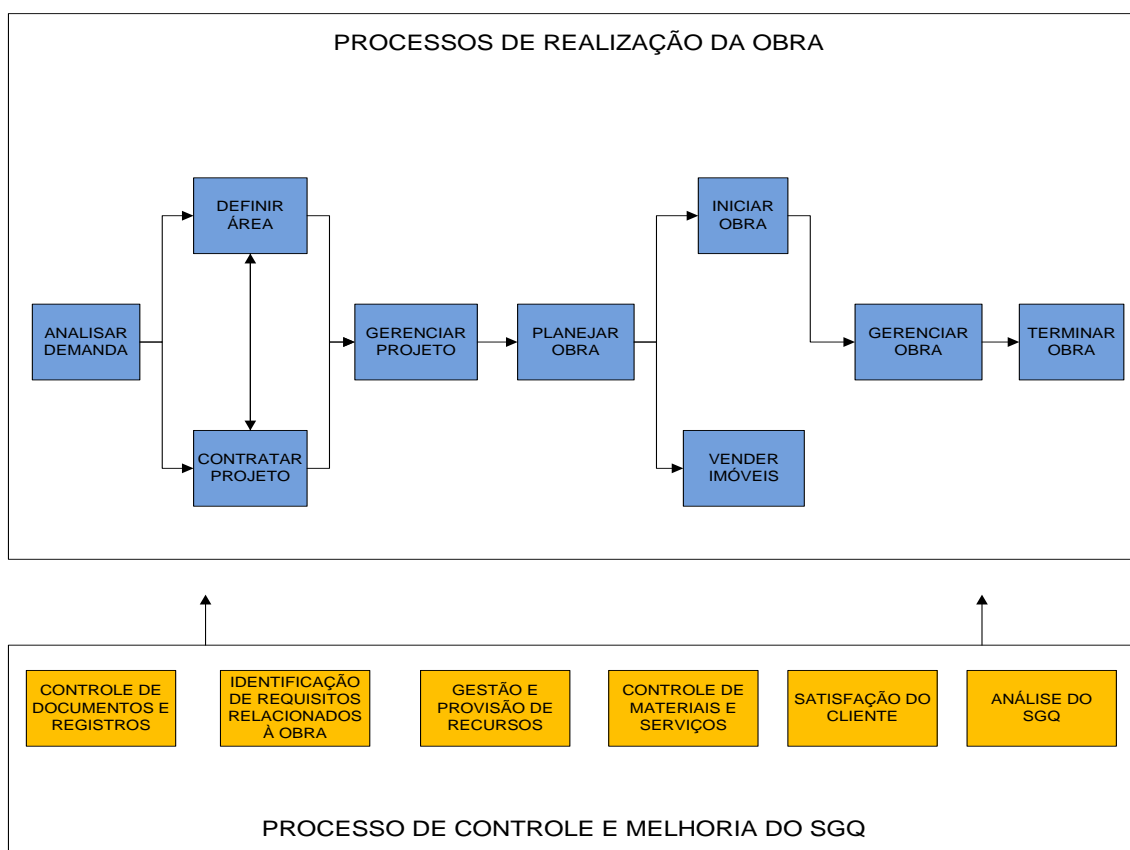 PROCESSOS DE REALIZAÇÃO DA OBRA
DEFINIR
ÁREA
INICIAR
OBRA
ANALISAR
DEMANDA
GERENCIAR
PROJETO
PLANEJAR
OBRA
GERENCIAR
OBRA
TERMINAR
OBRA
CONTRATAR
PROJETO
VENDER
IMÓVEIS
CONTROLE DE
DOCUMENTOS E
REGISTROS
IDENTIFICAÇÃO
DE REQUISITOS
RELACIONADOS
À OBRA
GESTÃO E
PROVISÃO DE
RECURSOS
CONTROLE DE
MATERIAIS E
SERVIÇOS
SATISFAÇÃO DO
CLIENTE
ANÁLISE DO
SGQ
PROCESSO DE CONTROLE E MELHORIA DO SGQ